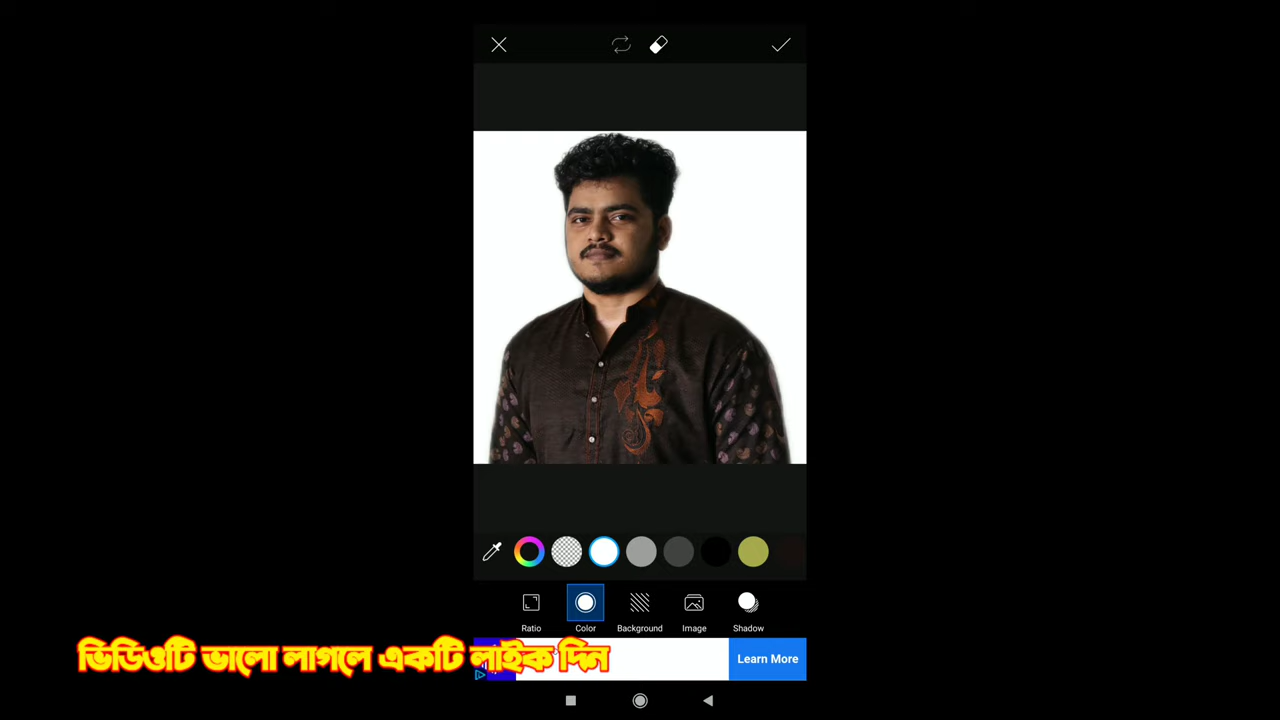 Ratio
Color
Background
Image
Shadow
Learn More
ভিডিওটি ভালো লাগলে একটি লাইক দিন